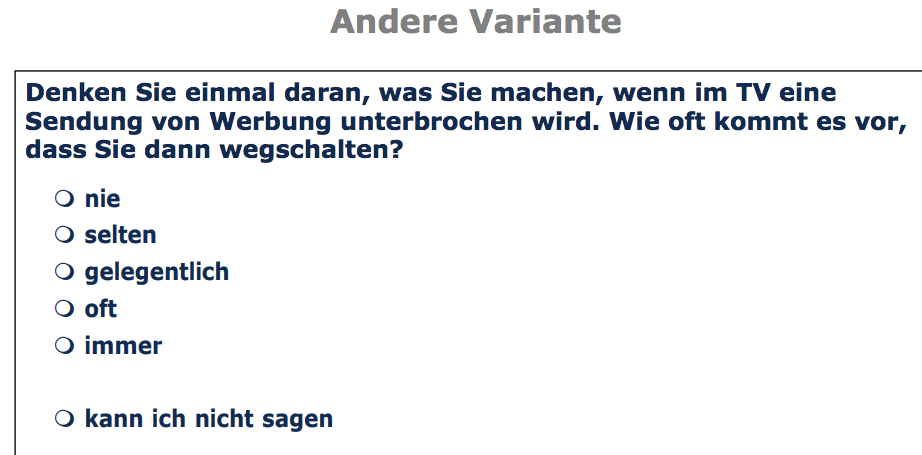 Andere Variante
Denken Sie einmal daran, was Sie machen, wenn im TV eine
Sendung von Werbung unterbrochen wird. Wie oft kommt es vor,
dass Sie dann wegschalten?
nie
selten
gelegentlich
oft
immer
kann ich nicht sagen